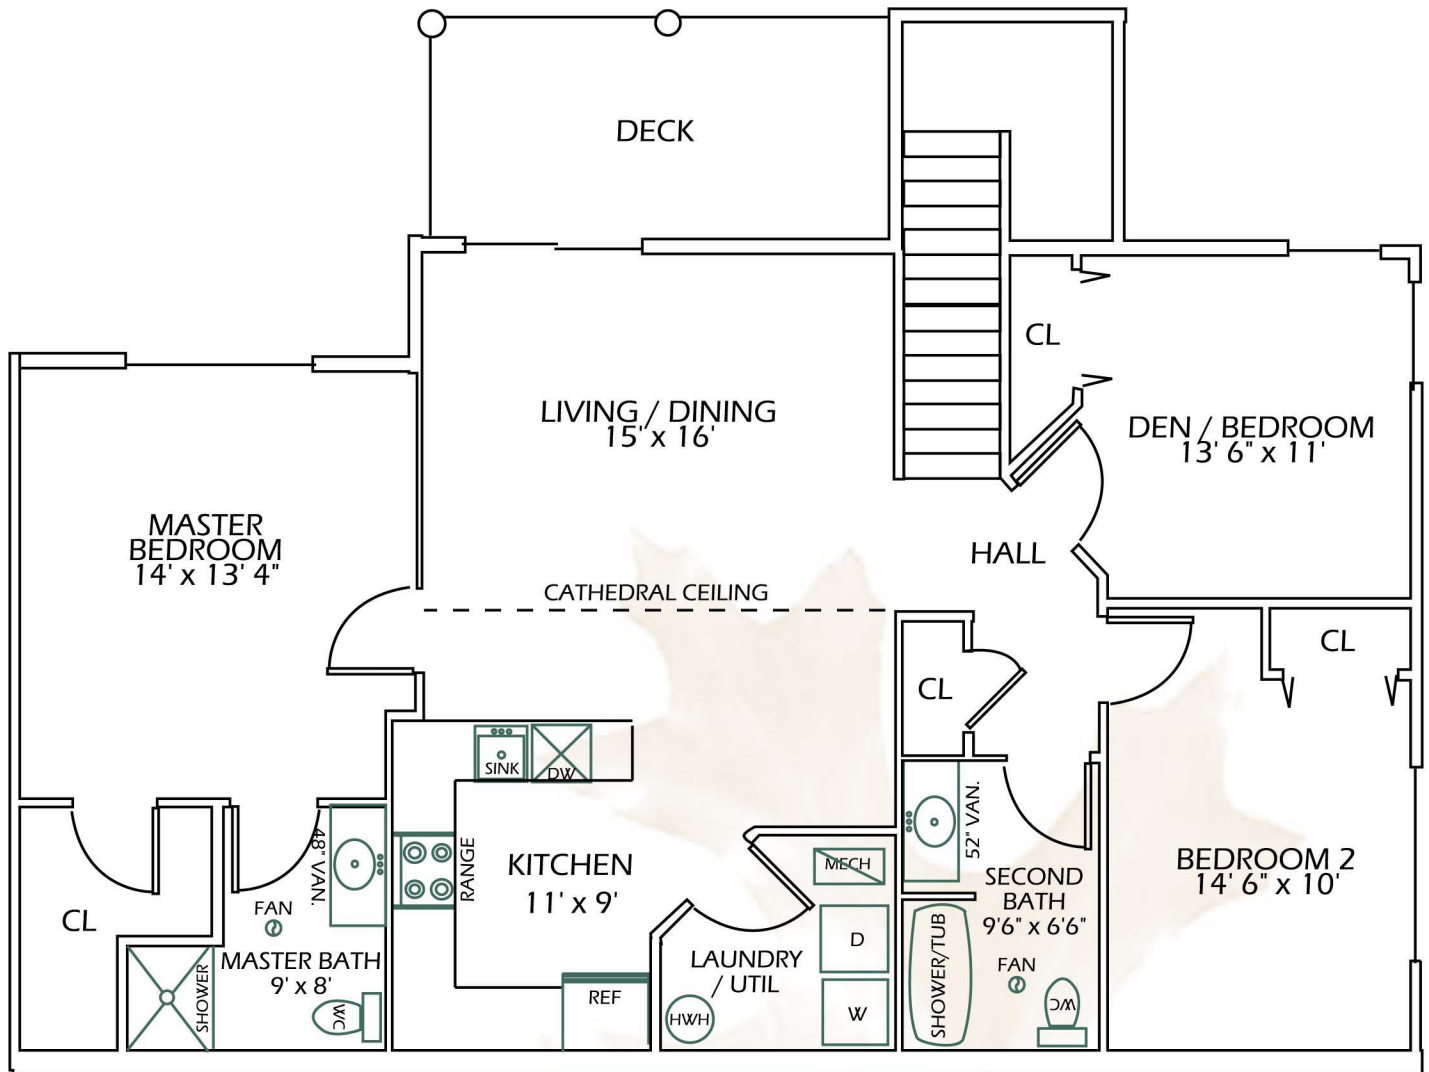 DECK
CL
LIVING / DINING
15' x 16'
DEN / BEDROOM
13' 6" x 11'
MASTER
BEDROOM
14' x 13' 4"
HALL
CATHEDRAL CEILING
CL
CL
SINK
DW
RANGE
KITCHEN
11' x 9'
REF
MECH
D
W
LAUNDRY
/ UTIL
HWH
52" VAN.
SECOND
BATH
9'6" x 6'6"
FAN
SHOWER/TUB
WC
BEDROOM 2
14' 6" x 10'
48" VAN.
CL
FAN
MASTER BATH
9' x 8'
SHOWER
WC